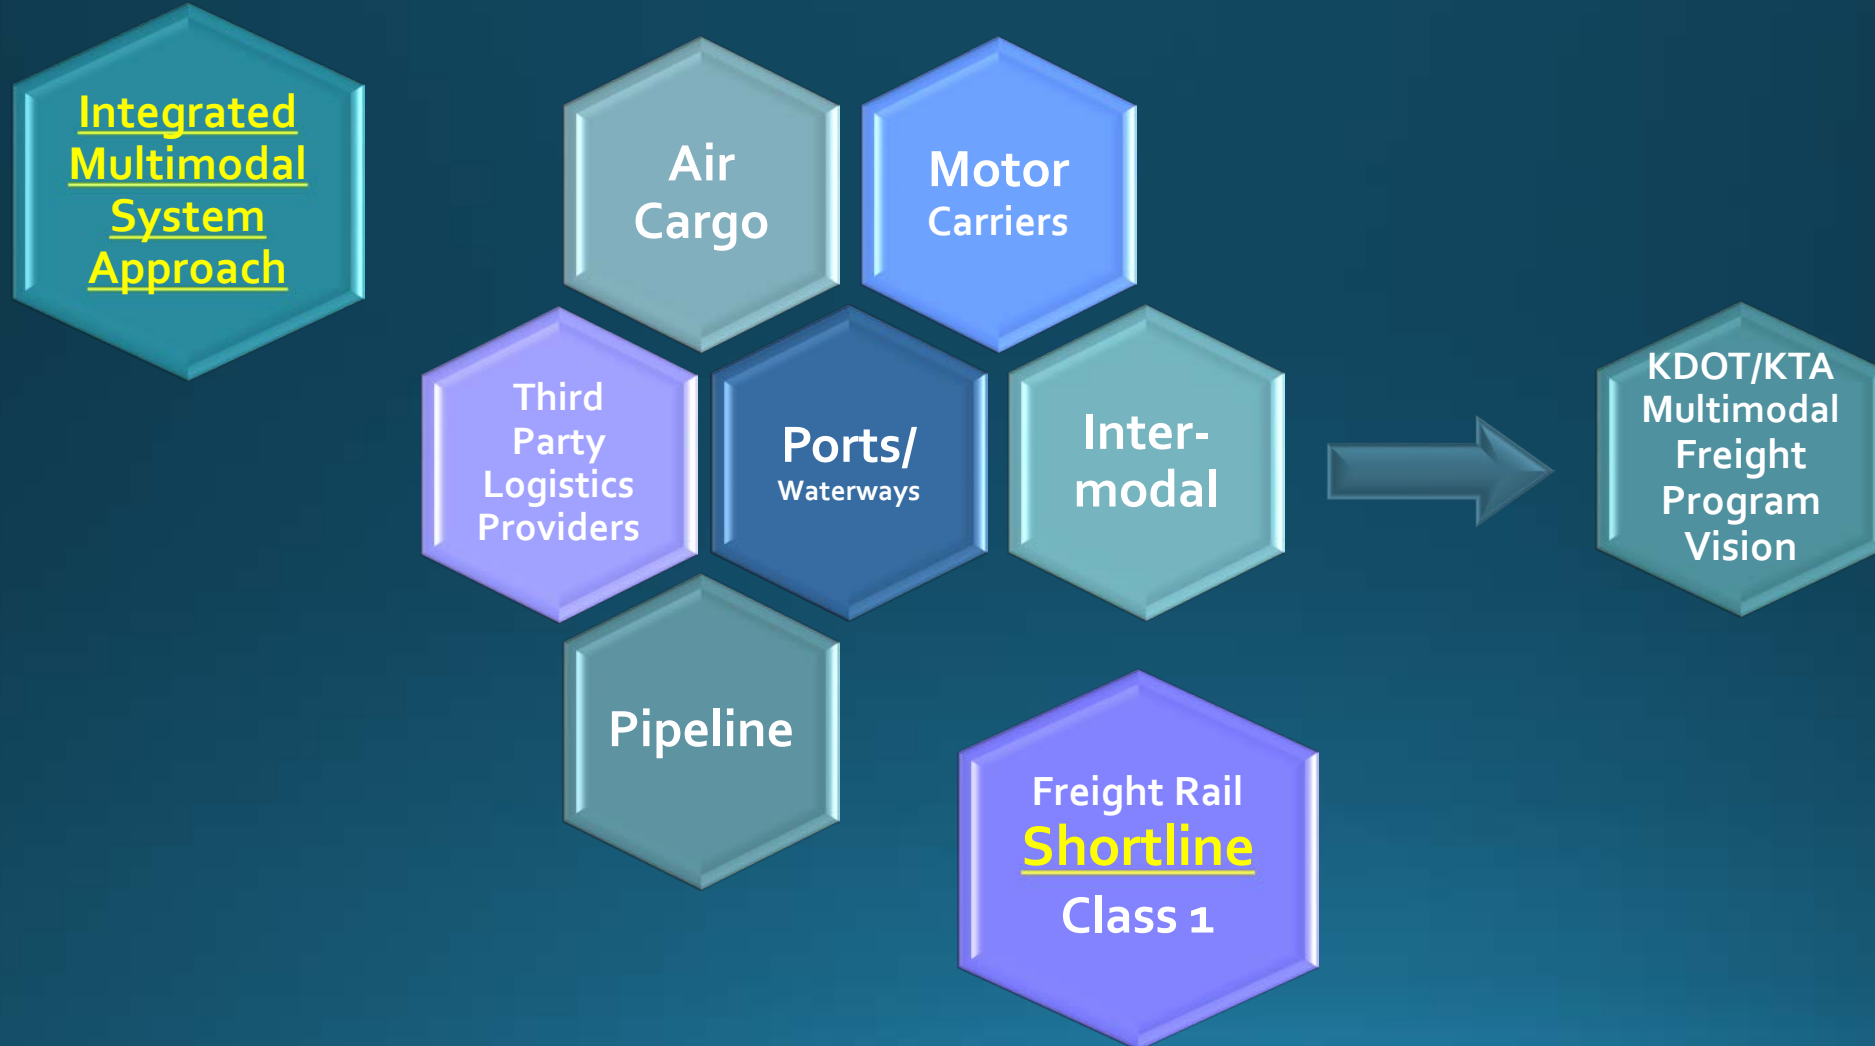 Integrated
Multimodal
System
Approach
Air
Cargo
Motor
Carriers
Third
Party
Logistics
Providers
Ports/
Waterways
Inter-
modal
KDOT/KTA
Multimodal
Freight
Program
Vision
Pipeline
Freight Rail
Shortline
Class 1